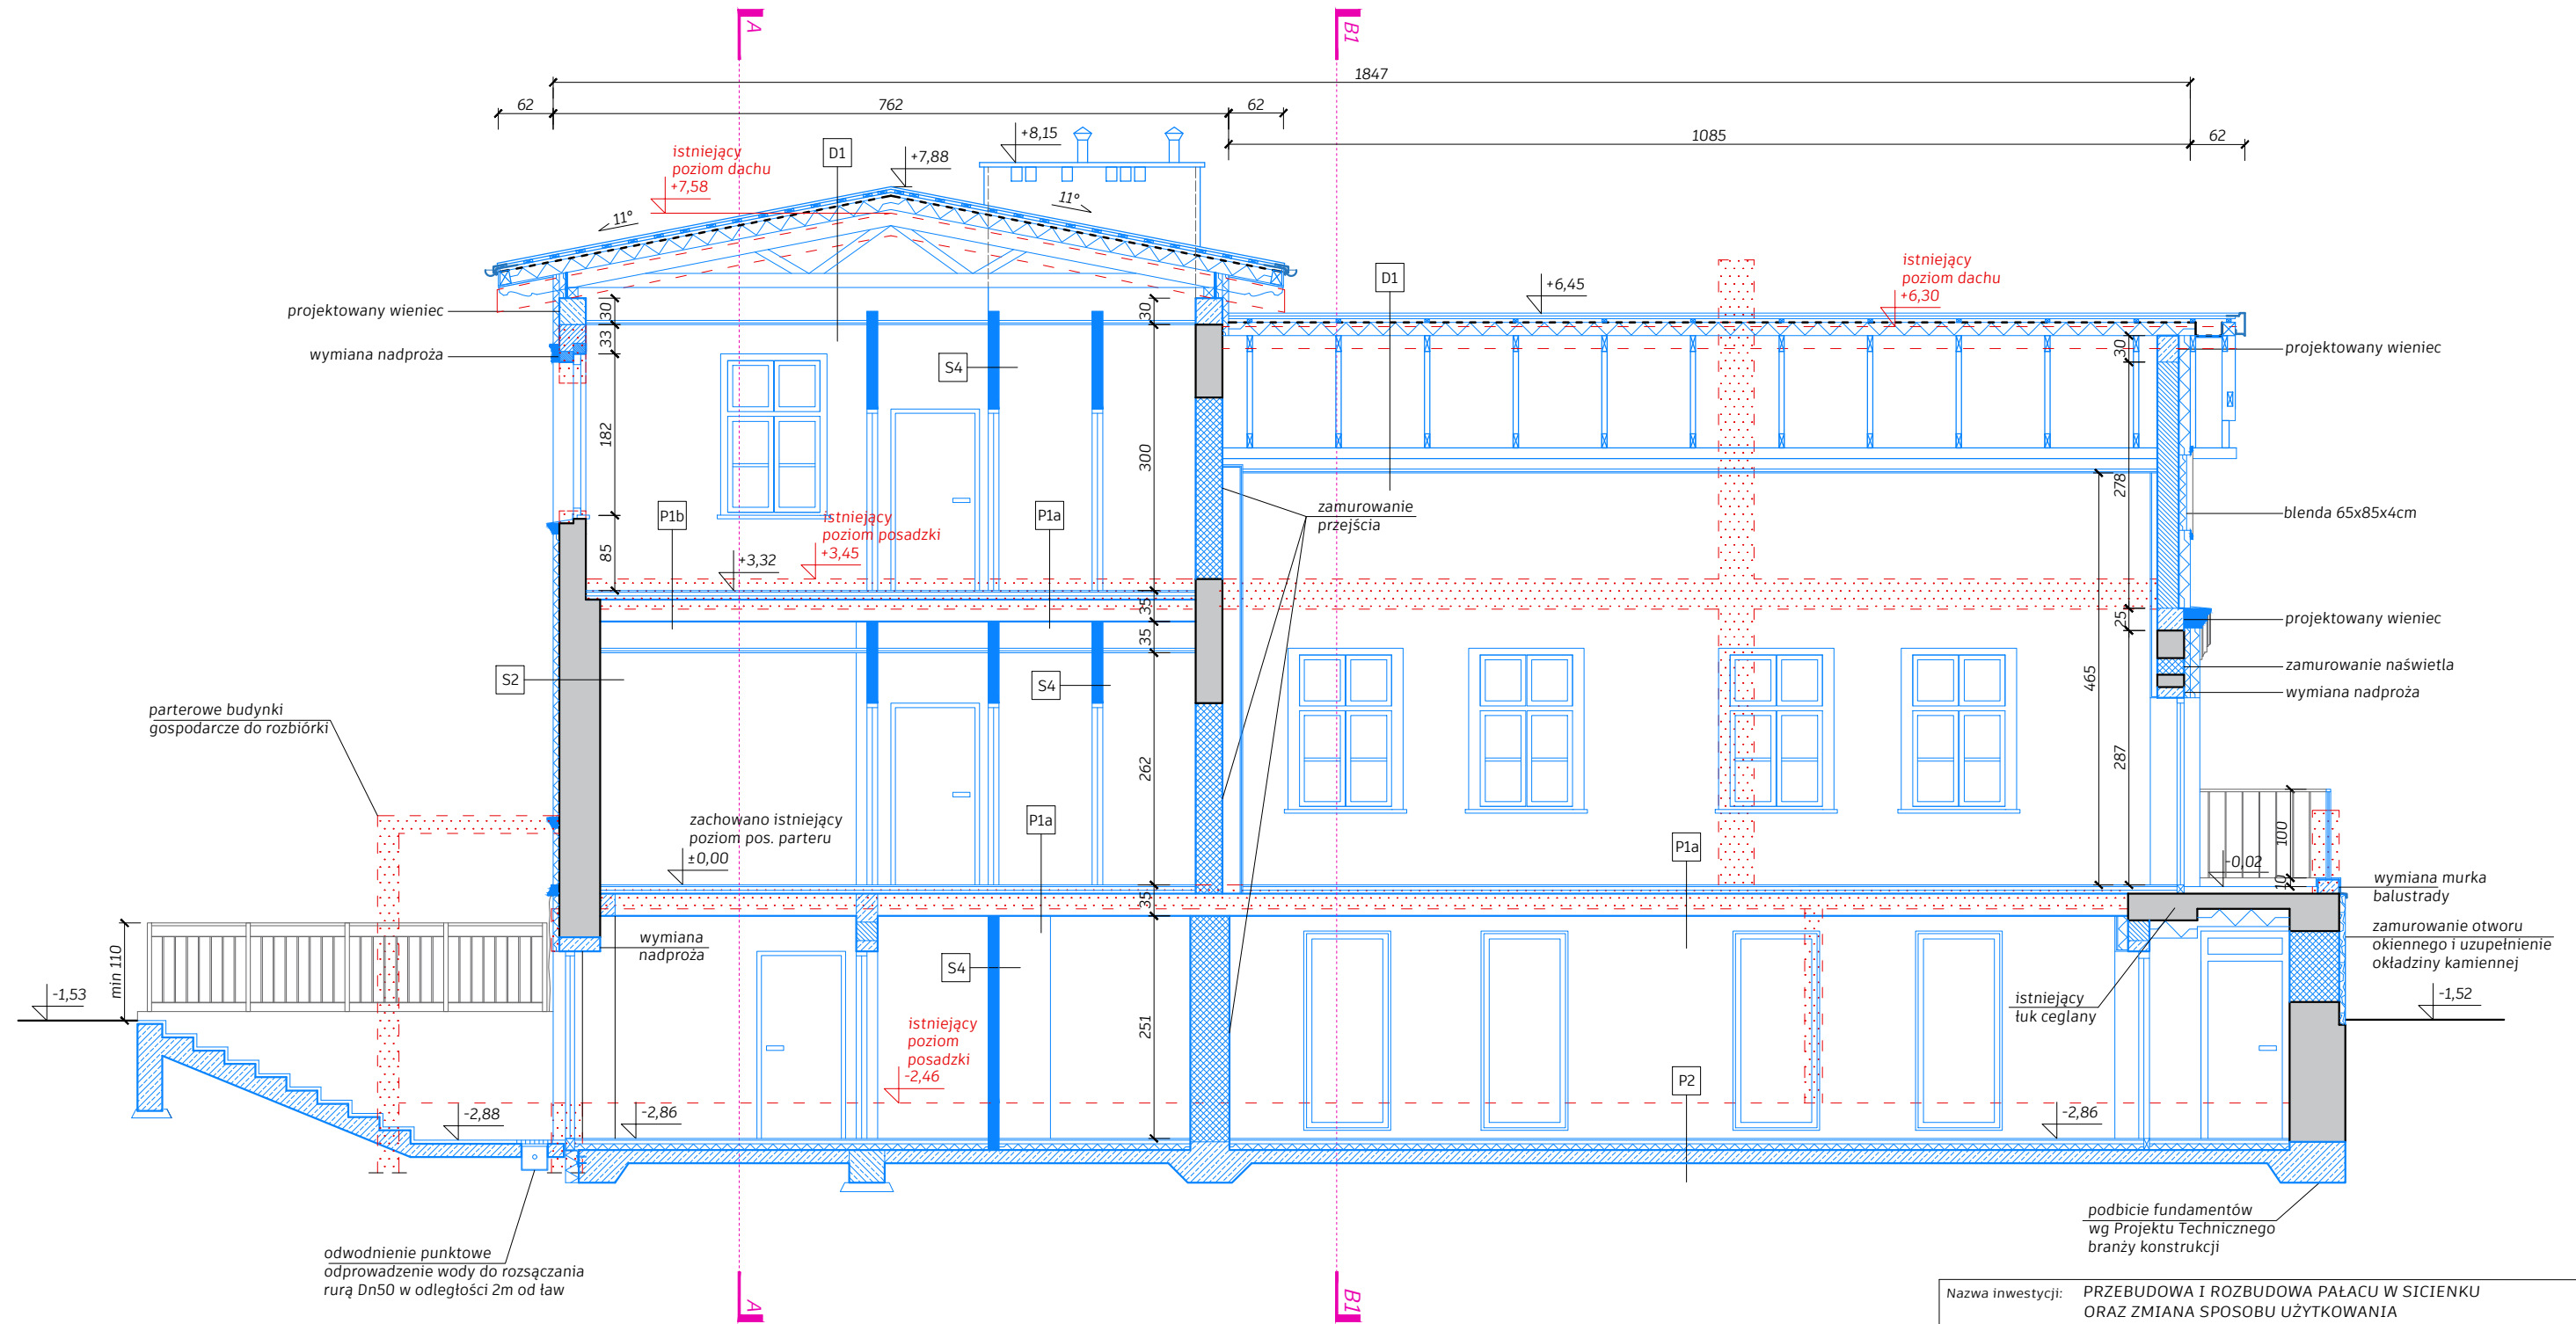 A
B1
1847
62
762
62
1085
62
+8,15
+7,88
D1
istniejący
poziom dachu
+7,58
11°
11°
D1
+6,45
istniejący
poziom dachu
+6,30
projektowany wieniec
30
30
33
wymiana nadproża
30
projektowany wieniec
S4
182
300
278
zamurowanie
przejścia
blenda 65x85x4cm
P1b
P1a
istniejący
poziom posadzki
+3,45
+3,32
85
35
35
25
projektowany wieniec
S2
S4
465
zamurowanie naświetla
wymiana nadproża
parterowe budynki
gospodarcze do rozbiórki
262
287
zachowano istniejący
poziom pos. parteru
±0,00
P1a
P1a
100
-0,02
10
wymiana murka
balustrady
35
wymiana
nadproża
zamurowanie otworu
okiennego i uzupełnienie
okładziny kamiennej
min 110
-1,53
S4
istniejący
łuk ceglany
-1,52
251
istniejący
poziom
posadzki
-2,46
P2
-2,88
-2,86
-2,86
podbicie fundamentów
wg Projektu Technicznego
branży konstrukcji
odwodnienie punktowe
odprowadzenie wody do rozsączania
rurą Dn50 w odległości 2m od ław
A
B1
Nazwa inwestycji: PRZEBUDOWA I ROZBUDOWA PAŁACU W SICIENKU
ORAZ ZMIANA SPOSOBU UŻYTKOWANIA